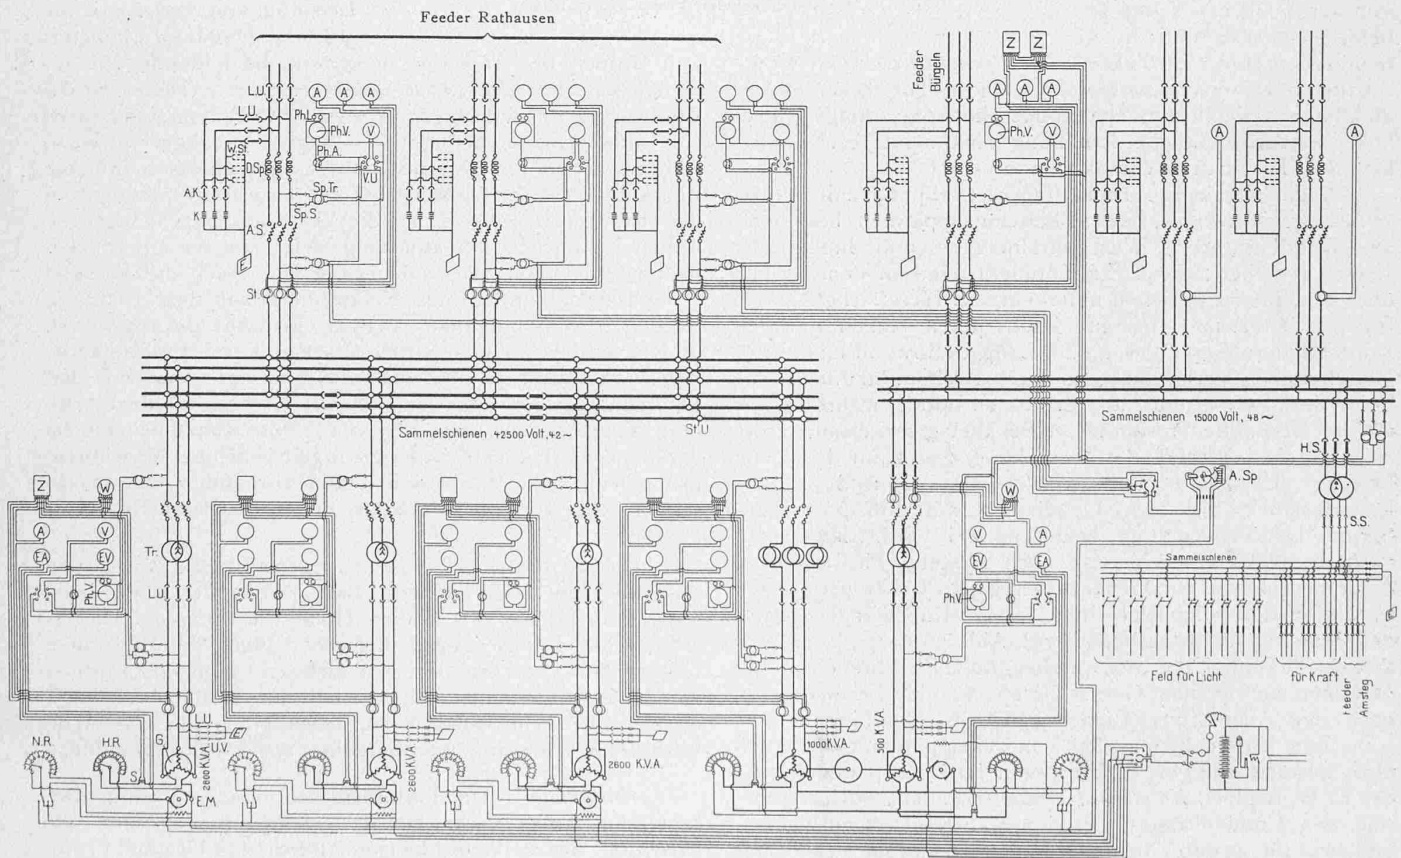 Feeder Rathausen
Feeder Bürgeln
Z Z
L.U. A A A
A A A
L.U. Ph.L.
Ph.V. V
Ph.V.
A A
W.St.
D.Sp. Ph.A. V.U
A.K. Sp.Tr.
K Sp.S.
A.S.
E
St.
Sammelschienen 42500 Volt, 42~
St.U
Sammelschienen 15000 Volt, 48~
H.S.
Z W
W
A.Sp
A V
V A
S.S.
Tr.
EA EV
EV EA
Sammelschienen
L.U.
Ph.V.
Ph.V.
Feld für Licht
für Kraft
Feeder Amsteg
L.U.
E
G.
U.V.
N.R. H.R.
S.
2600 K.V.A.
2600 K.V.A.
2600 K.V.A.
1000 K.V.A.
500 K.V.A.
E.M.